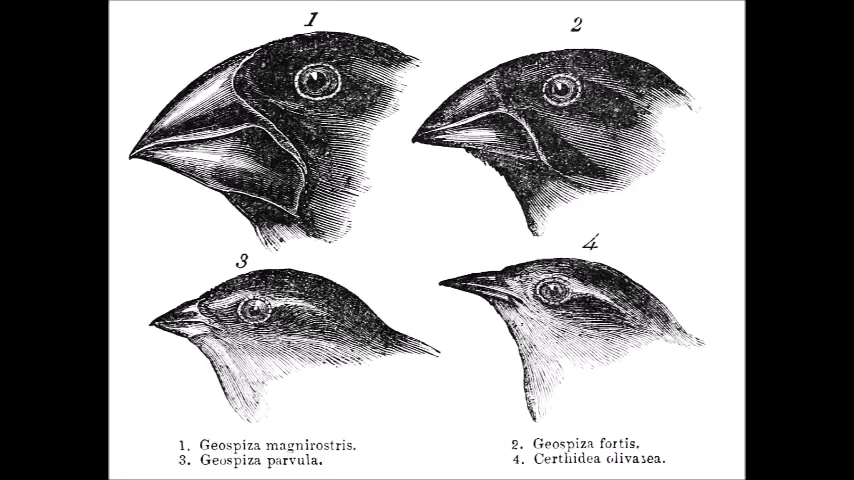 1
2
3
4
1. Geospiza magnirostris. 2. Geospiza fortis.
3. Geospiza parvula. 4. Certhidea olivasea.